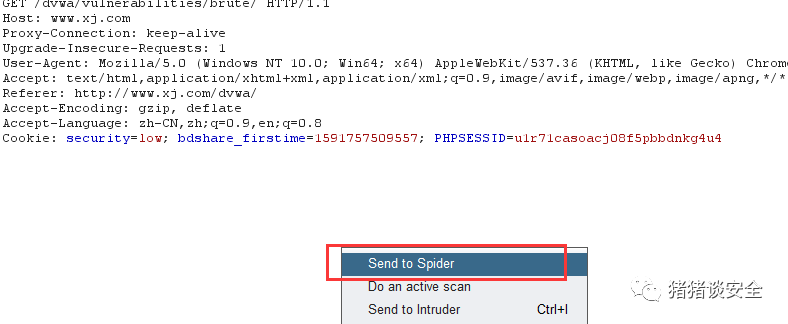 GET /dvwa/vulnerabilities/brute/ HTTP/1.1
Host: www.xj.com
Proxy-Connection: keep-alive
Upgrade-Insecure-Requests: 1
User-Agent: Mozilla/5.0 (Windows NT 10.0; Win64; x64) AppleWebKit/537.36 (KHTML, like Gecko) Chrom
Accept: text/html,application/xhtml+xml,application/xml;q=0.9,image/avif,image/webp,image/apng,*/*
Referer: http://www.xj.com/dvwa/
Accept-Encoding: gzip, deflate
Accept-Language: zh-CN,zh;q=0.9,en;q=0.8
Cookie: security=low; bdshare_firstime=1591757509557; PHPSESSID=u1r71casoacj08f5pbbdnkg4u4
Send to Spider
Do an active scan
Send to Intruder Ctrl+I
猪猪谈安全